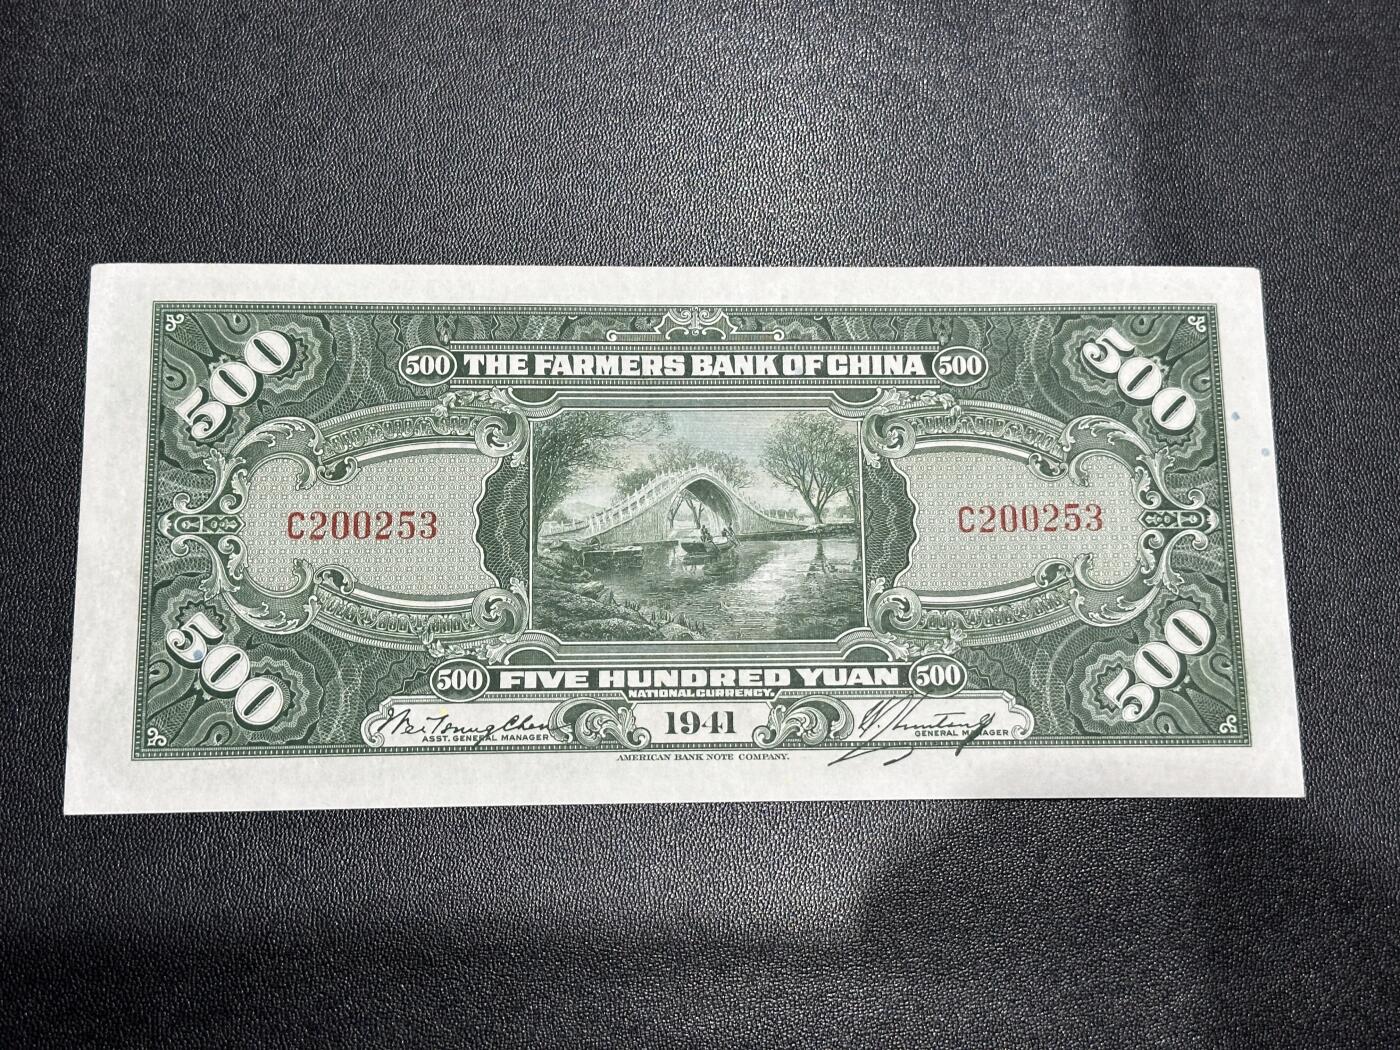 500 500
500 THE FARMERS BANK OF CHINA 500
C200253 C200253
500 FIVE HUNDRED YUAN 500
NATIONAL CURRENCY.
500 1941 500
ASST. GENERAL MANAGER GENERAL MANAGER
AMERICAN BANK NOTE COMPANY.